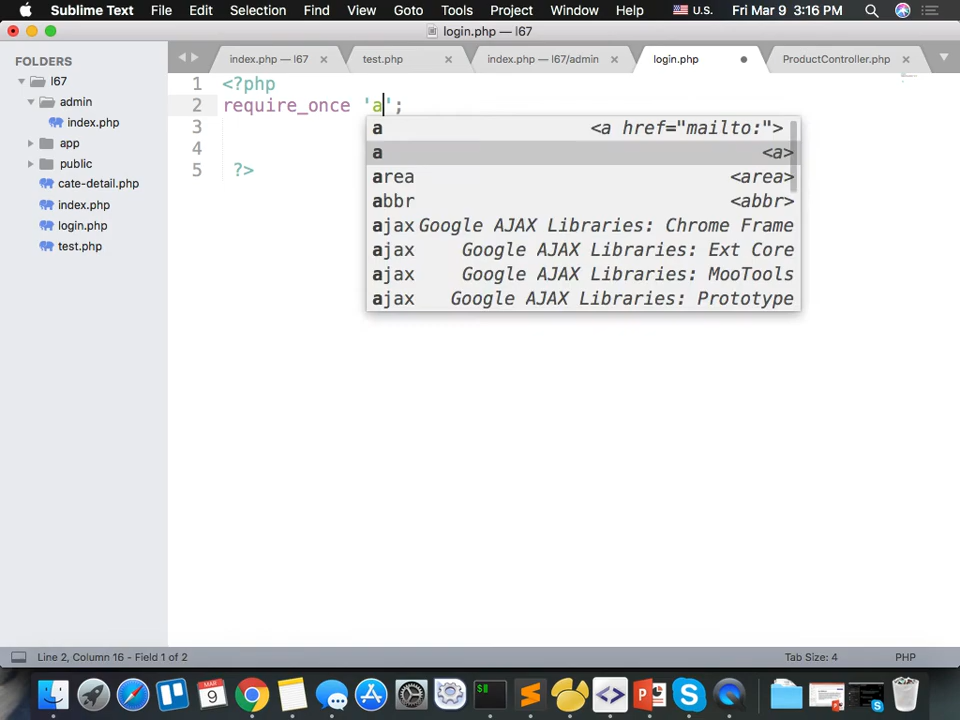 Sublime Text File Edit Selection Find View Goto Tools Project Window Help U.S. Fri Mar 9 3:16 PM
login.php — l67
FOLDERS
l67
admin
index.php
app
public
cate-detail.php
index.php
login.php
test.php
index.php — l67 test.php index.php — l67/admin login.php ProductController.php
1 <?php
2 require_once 'a';
3
4
5 ?>
a <a href="mailto:">
a <a>
area <area>
abbr <abbr>
ajax Google AJAX Libraries: Chrome Frame
ajax Google AJAX Libraries: Ext Core
ajax Google AJAX Libraries: MooTools
ajax Google AJAX Libraries: Prototype
Line 2, Column 16 - Field 1 of 2 Tab Size: 4 PHP
9